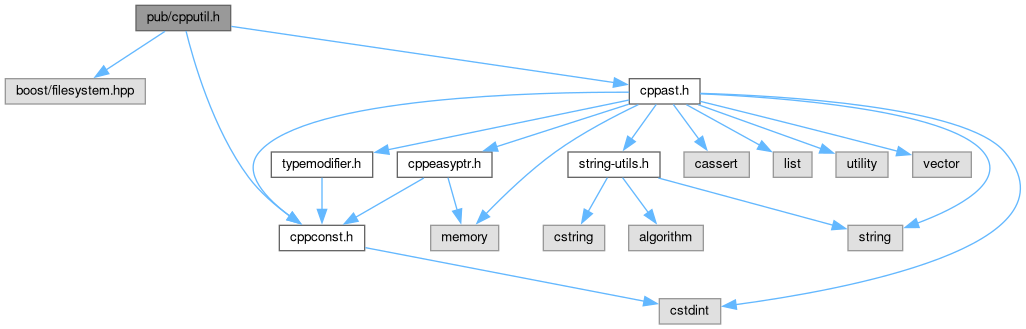 pub/cpputil.h
boost/filesystem.hpp
cppast.h
typemodifier.h
cppeasyptr.h
string-utils.h
cassert
list
utility
vector
cppconst.h
memory
cstring
algorithm
string
cstdint